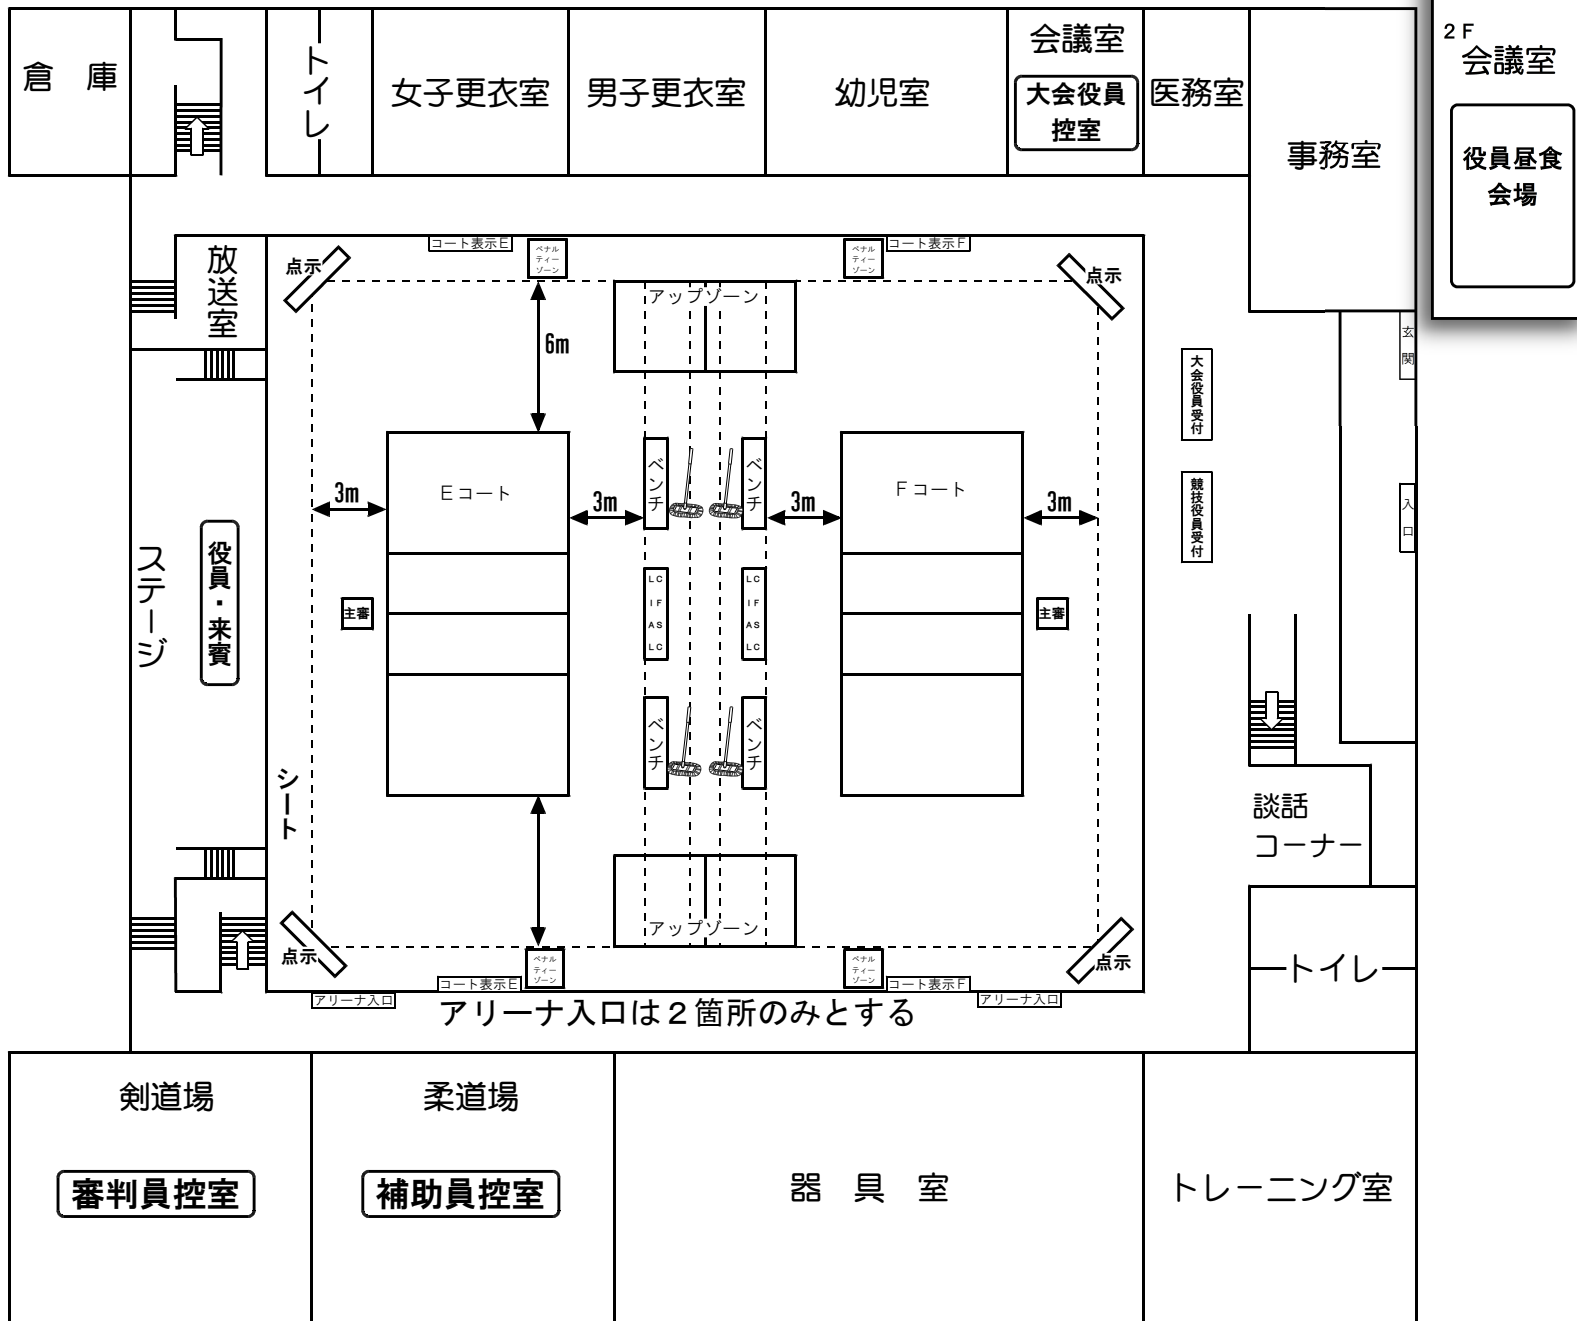 倉　庫
トイレ
女子更衣室
男子更衣室
幼児室
会議室
大会役員
控室
医務室
事務室
2F
会議室
役員昼食
会場
放送室
コート表示E
ペナル
ティー
ゾーン
ペナル
ティー
ゾーン
コート表示F
点示
点示
アップゾーン
6m
玄関
大会役員受付
Eコート
ベンチ
ベンチ
Fコート
3m
3m
3m
3m
競技役員受付
入口
ステージ
役員・来賓
主審
LC
IF
AS
LC
LC
IF
AS
LC
主審
ベンチ
ベンチ
シート
談話
コーナー
アップゾーン
点示
点示
ペナル
ティー
ゾーン
ペナル
ティー
ゾーン
コート表示E
コート表示F
アリーナ入口
アリーナ入口
アリーナ入口は２箇所のみとする
トイレ
剣道場
審判員控室
柔道場
補助員控室
器　具　室
トレーニング室